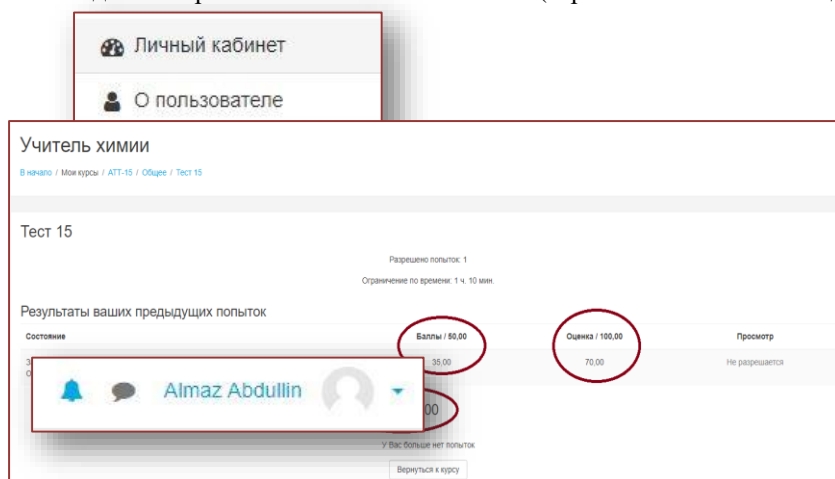 Личный кабинет
О пользователе
Учитель химии
В начало / Мои курсы / АТТ-15 / Общее / Тест 15
Тест 15
Разрешено попыток: 1
Ограничение по времени: 1 ч. 10 мин.
Результаты ваших предыдущих попыток
Состояние Баллы / 50,00 Оценка / 100,00 Просмотр
35,00 70,00 Не разрешается
Almaz Abdullin
У Вас больше нет попыток
Вернуться к курсу